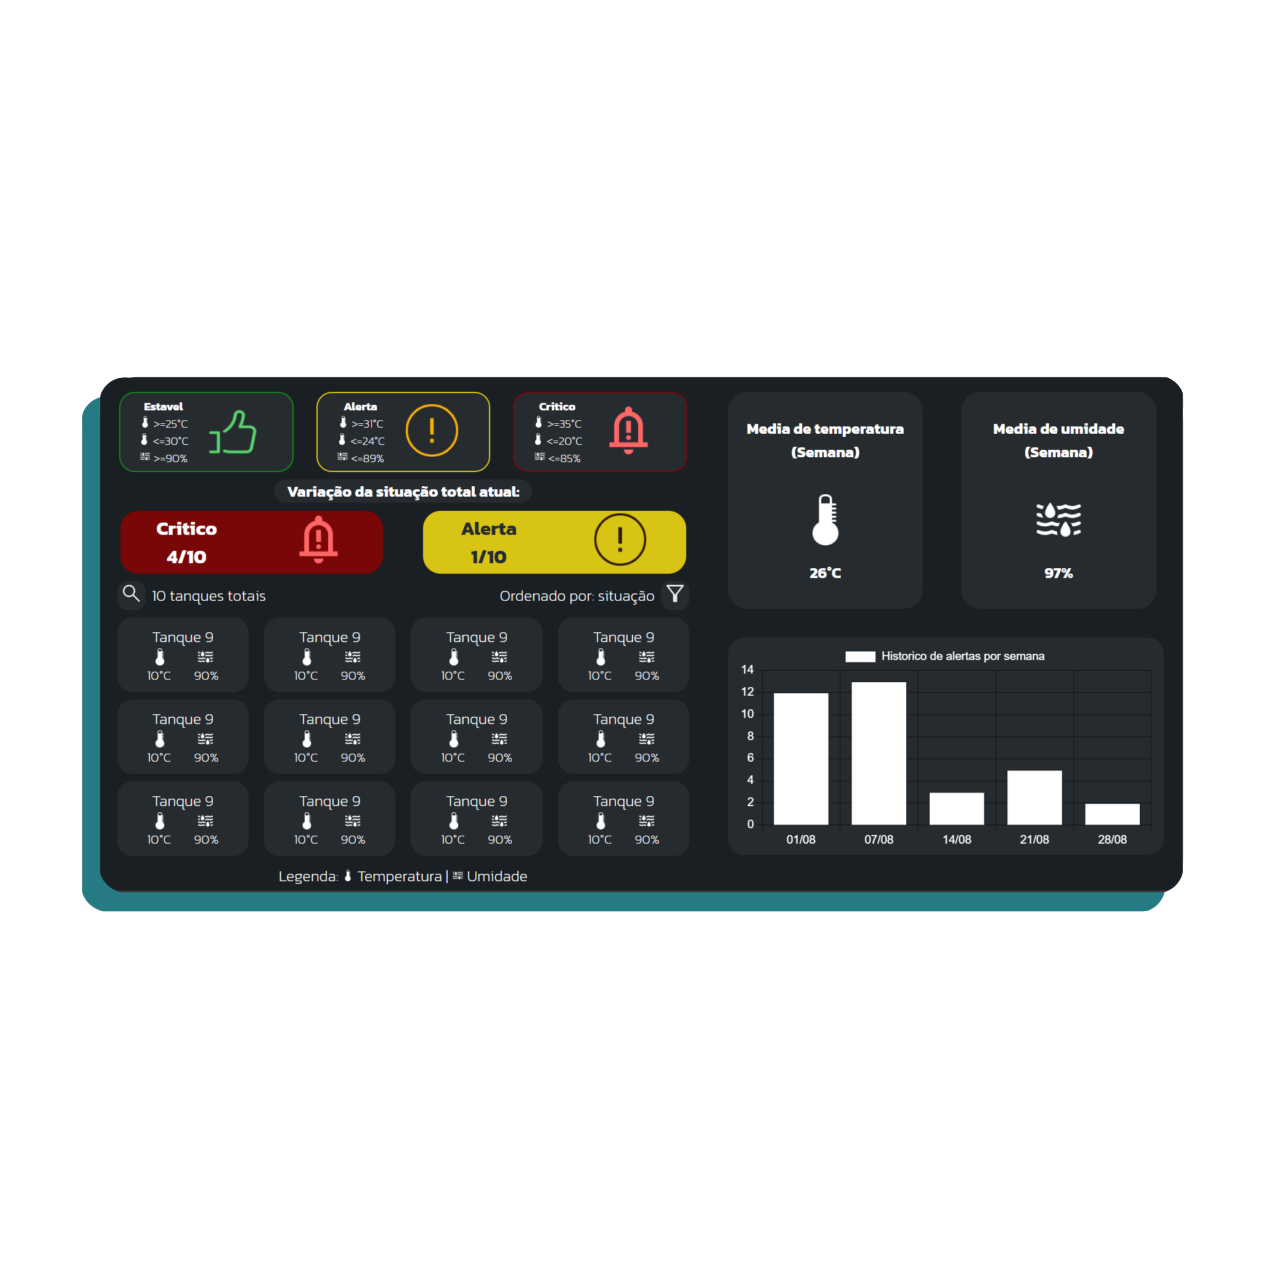 Estavel
>=25°C
<=30°C
>=90%
Alerta
>=31°C
<=24°C
<=89%
Critico
>=35°C
<=20°C
<=85%
Variação da situação total atual:
Critico
4/10
Alerta
1/10
10 tanques totais
Ordenado por: situação
Tanque 9
10°C 90%
Tanque 9
10°C 90%
Tanque 9
10°C 90%
Tanque 9
10°C 90%
Tanque 9
10°C 90%
Tanque 9
10°C 90%
Tanque 9
10°C 90%
Tanque 9
10°C 90%
Tanque 9
10°C 90%
Tanque 9
10°C 90%
Tanque 9
10°C 90%
Tanque 9
10°C 90%
Legenda: Temperatura | Umidade
Media de temperatura
(Semana)
26°C
Media de umidade
(Semana)
97%
Historico de alertas por semana
14
12
10
8
6
4
2
0
01/08 07/08 14/08 21/08 28/08